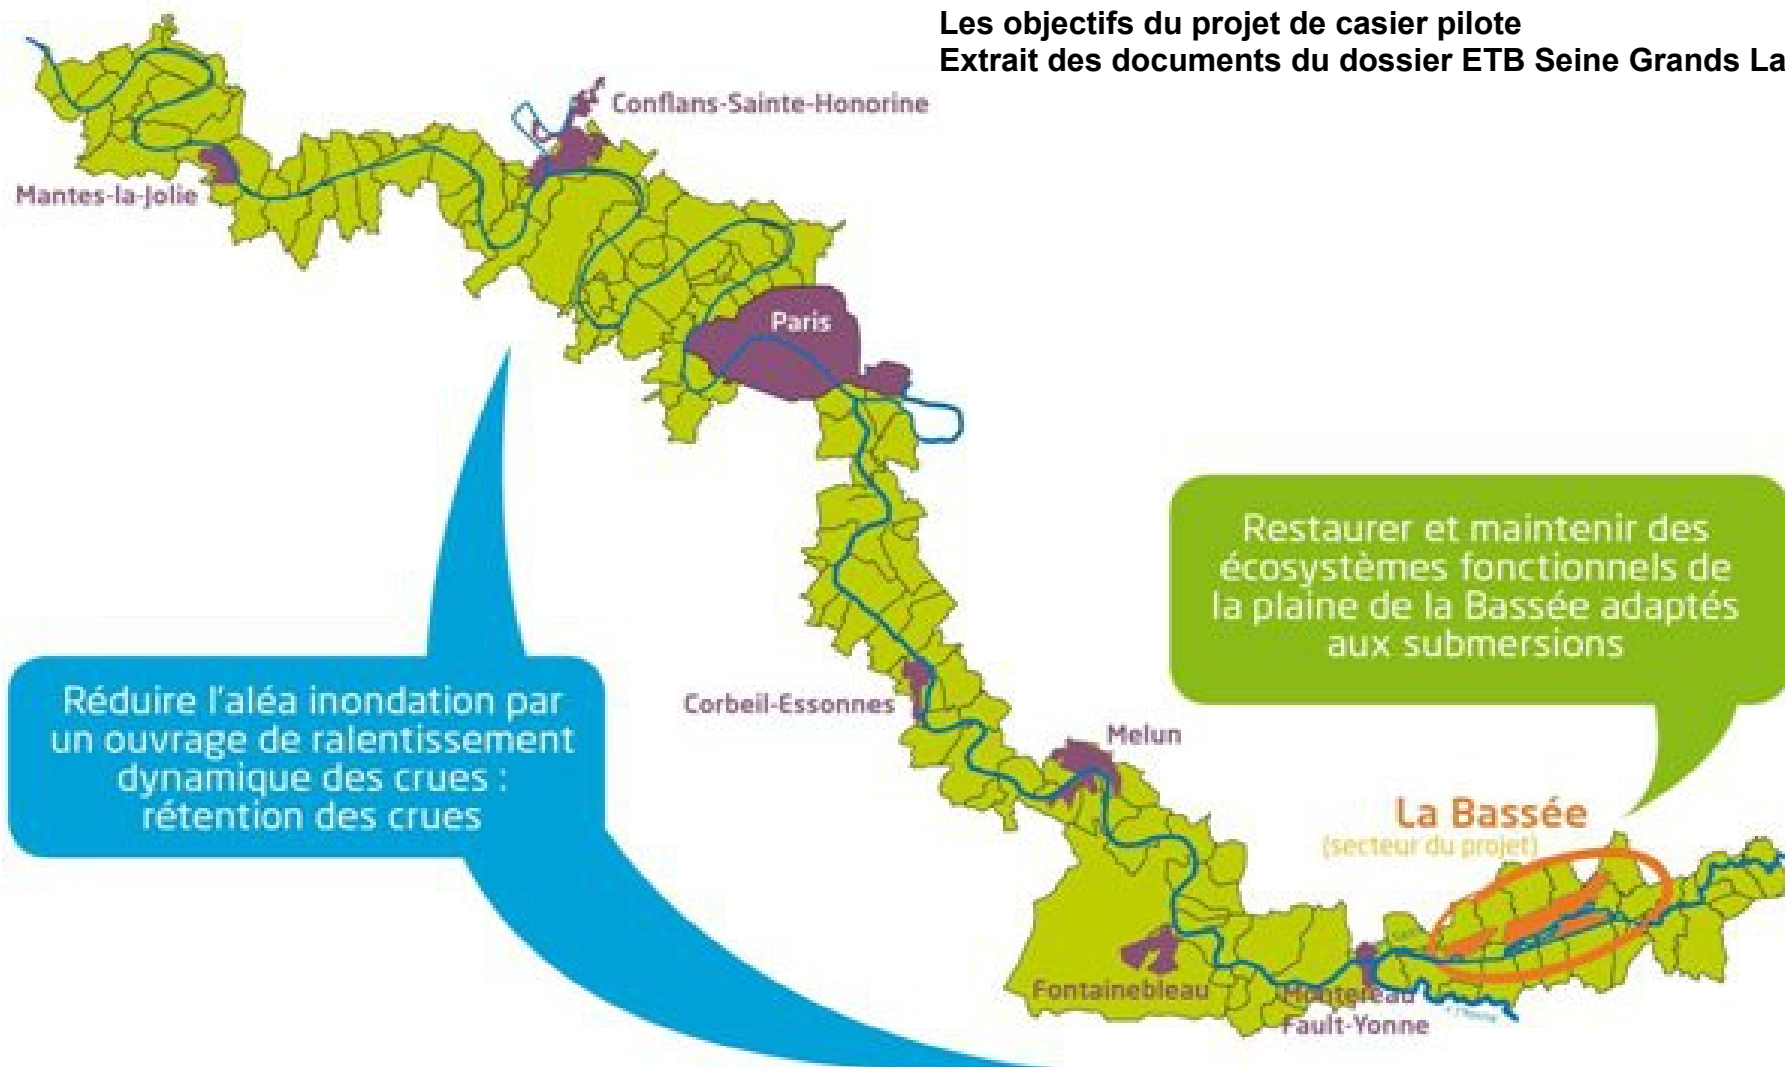 Les objectifs du projet de casier pilote
Extrait des documents du dossier ETB Seine Grands La
Conflans-Sainte-Honorine
Mantes-la-Jolie
Paris
Restaurer et maintenir des
écosystèmes fonctionnels de
la plaine de la Bassée adaptés
aux submersions
Réduire l'aléa inondation par
un ouvrage de ralentissement
dynamique des crues :
rétention des crues
Corbeil-Essonnes
Melun
La Bassée
(secteur du projet)
Fontainebleau
Montereau
Fault-Yonne